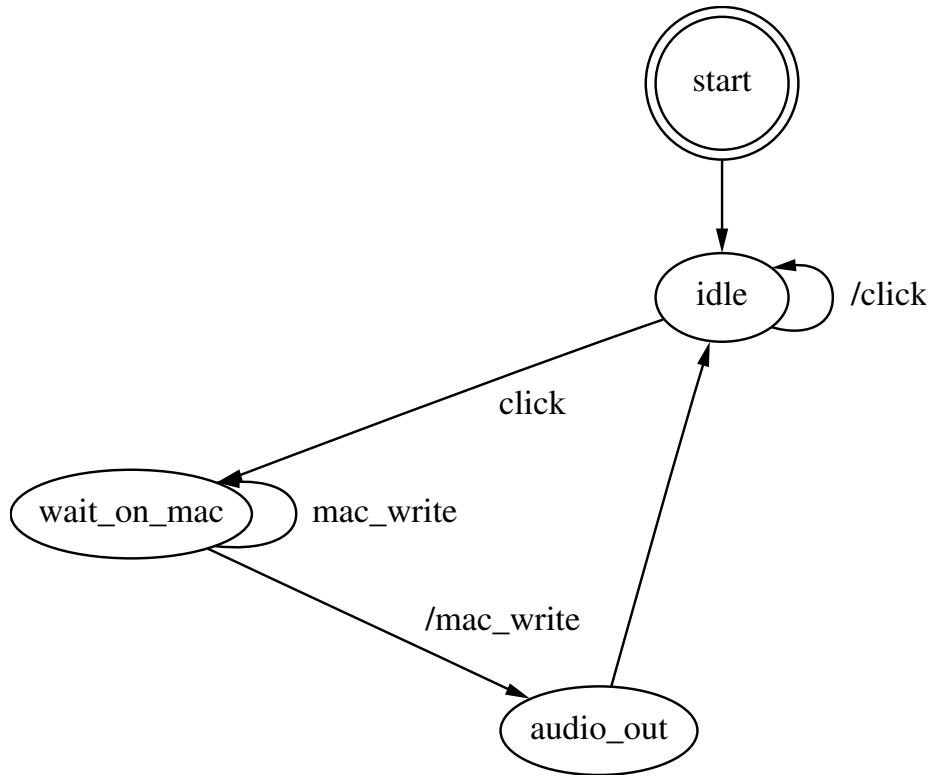 start
idle
/click
click
wait_on_mac
mac_write
/mac_write
audio_out